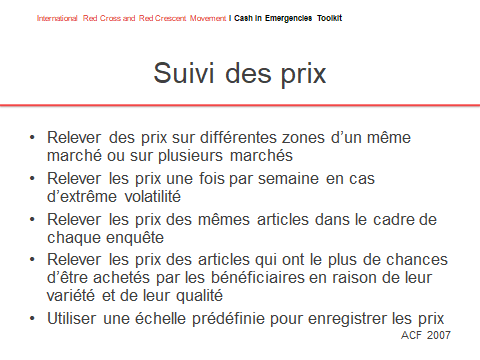 International Red Cross and Red Crescent Movement I Cash in Emergencies Toolkit
Suivi des prix
• Relever des prix sur différentes zones d’un même
marché ou sur plusieurs marchés
• Relever les prix une fois par semaine en cas
d’extrême volatilité
• Relever les prix des mêmes articles dans le cadre de
chaque enquête
• Relever les prix des articles qui ont le plus de chances
d’être achetés par les bénéficiaires en raison de leur
variété et de leur qualité
• Utiliser une échelle prédéfinie pour enregistrer les prix
ACF 2007